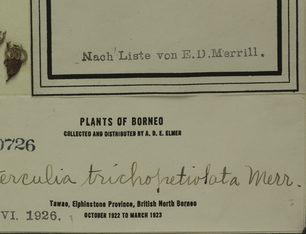 Nach Liste von E.D.Merrill.
PLANTS OF BORNEO
COLLECTED AND DISTRIBUTED BY A. D. E. ELMER
0726
erculia trichopetiolata Merr.
Tawao, Elphinstone Province, British North Borneo
VI. 1926.
OCTOBER 1922 TO MARCH 1923